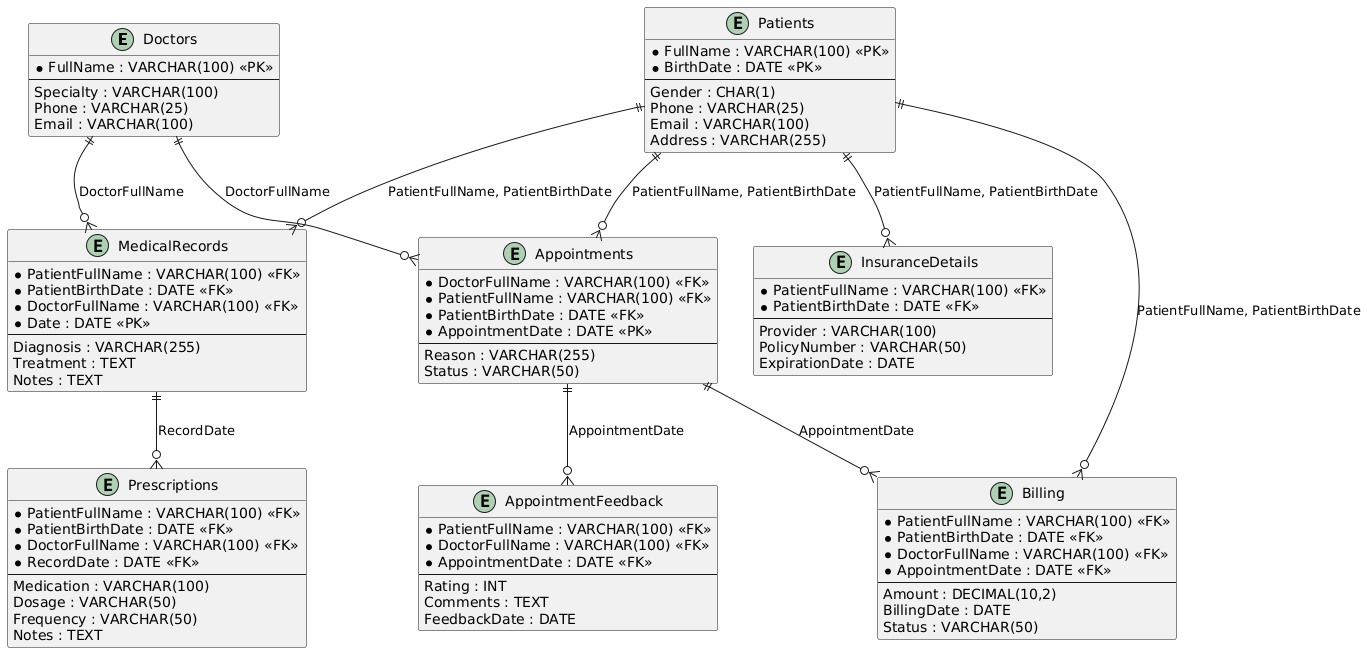 E Doctors
FullName : VARCHAR(100) «PK»
Specialty : VARCHAR(100)
Phone : VARCHAR(25)
Email : VARCHAR(100)
E Patients
FullName : VARCHAR(100) «PK»
BirthDate : DATE «PK»
Gender : CHAR(1)
Phone : VARCHAR(25)
Email : VARCHAR(100)
Address : VARCHAR(255)
DoctorFullName
DoctorFullName
PatientFullName, PatientBirthDate
PatientFullName, PatientBirthDate
PatientFullName, PatientBirthDate
PatientFullName, PatientBirthDate
E MedicalRecords
PatientFullName : VARCHAR(100) «FK»
PatientBirthDate : DATE «FK»
DoctorFullName : VARCHAR(100) «FK»
Date : DATE «PK»
Diagnosis : VARCHAR(255)
Treatment : TEXT
Notes : TEXT
E Appointments
DoctorFullName : VARCHAR(100) «FK»
PatientFullName : VARCHAR(100) «FK»
PatientBirthDate : DATE «FK»
AppointmentDate : DATE «PK»
Reason : VARCHAR(255)
Status : VARCHAR(50)
E InsuranceDetails
PatientFullName : VARCHAR(100) «FK»
PatientBirthDate : DATE «FK»
Provider : VARCHAR(100)
PolicyNumber : VARCHAR(50)
ExpirationDate : DATE
RecordDate
AppointmentDate
AppointmentDate
E Prescriptions
PatientFullName : VARCHAR(100) «FK»
PatientBirthDate : DATE «FK»
DoctorFullName : VARCHAR(100) «FK»
RecordDate : DATE «FK»
Medication : VARCHAR(100)
Dosage : VARCHAR(50)
Frequency : VARCHAR(50)
Notes : TEXT
E AppointmentFeedback
PatientFullName : VARCHAR(100) «FK»
DoctorFullName : VARCHAR(100) «FK»
AppointmentDate : DATE «FK»
Rating : INT
Comments : TEXT
FeedbackDate : DATE
E Billing
PatientFullName : VARCHAR(100) «FK»
PatientBirthDate : DATE «FK»
DoctorFullName : VARCHAR(100) «FK»
AppointmentDate : DATE «FK»
Amount : DECIMAL(10,2)
BillingDate : DATE
Status : VARCHAR(50)